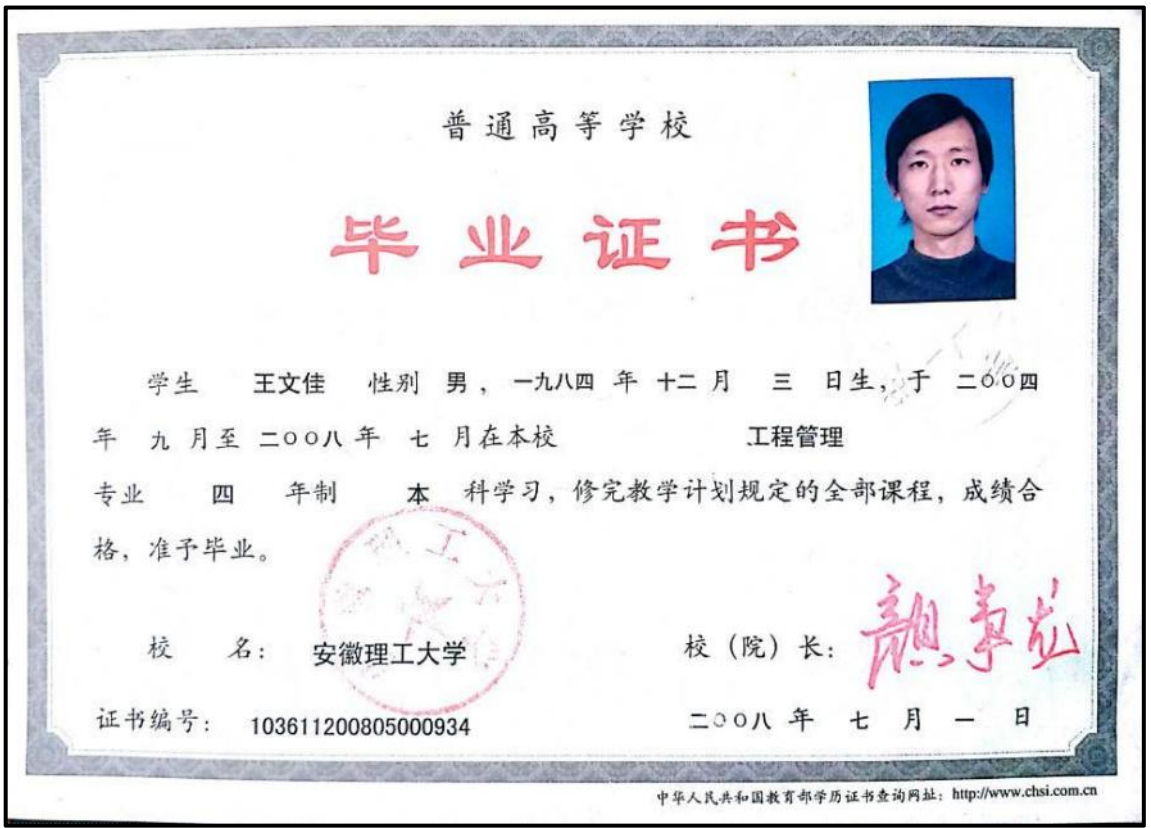 普通高等学校
毕业证书
学生 王文佳 性别 男，一九八四 年 十二 月 三 日生，于 二〇〇四
年 九 月至 二〇〇八 年 七 月在本校 工程管理
专业 四 年制 本 科学习，修完教学计划规定的全部课程，成绩合
格，准予毕业。
校 名： 安徽理工大学
校（院）长：
证书编号： 103611200805000934
二〇〇八 年 七 月 一 日
中华人民共和国教育部学历证书查询网址：http://www.chsi.com.cn